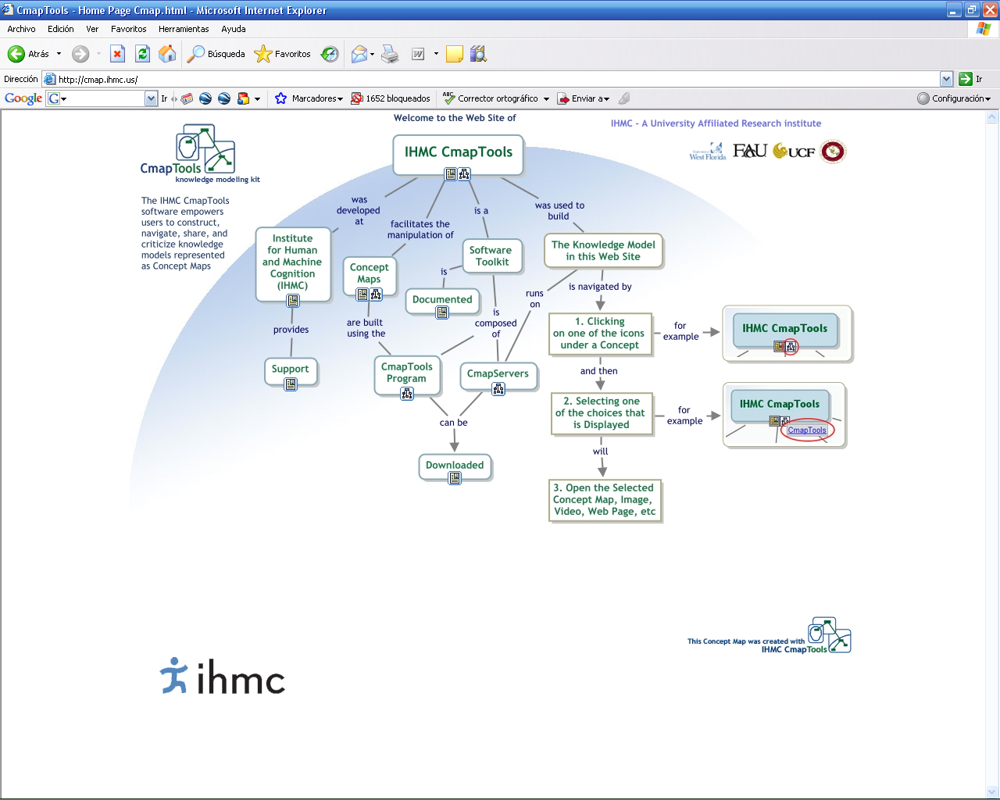 CmapTools - Home Page Cmap.html - Microsoft Internet Explorer
Archivo Edición Ver Favoritos Herramientas Ayuda
Atrás Búsqueda Favoritos
Dirección http://cmap.ihmc.us/ Ir
Google G Ir Marcadores 1652 bloqueados ABC Corrector ortográfico Enviar a Configuración
Welcome to the Web Site of
IHMC - A University Affiliated Research institute
CmapTools
knowledge modeling kit
West Florida
FAU
UCF
The IHMC CmapTools
software empowers
users to construct,
navigate, share, and
criticize knowledge
models represented
as Concept Maps
IHMC CmapTools
was
developed
at
facilitates the
manipulation of
is a
was used to
build
Institute
for Human
and Machine
Cognition
(IHMC)
Concept
Maps
Software
Toolkit
The Knowledge Model
in this Web Site
is
Documented
runs
on
is navigated by
provides
are built
using the
is
composed
of
1. Clicking
on one of the icons
under a Concept
for
example
IHMC CmapTools
Support
CmapTools
Program
CmapServers
and then
can be
2. Selecting one
of the choices that
is Displayed
for
example
IHMC CmapTools
CmapTools
Downloaded
will
3. Open the Selected
Concept Map, Image,
Video, Web Page, etc
This Concept Map was created with
IHMC CmapTools
ihmc